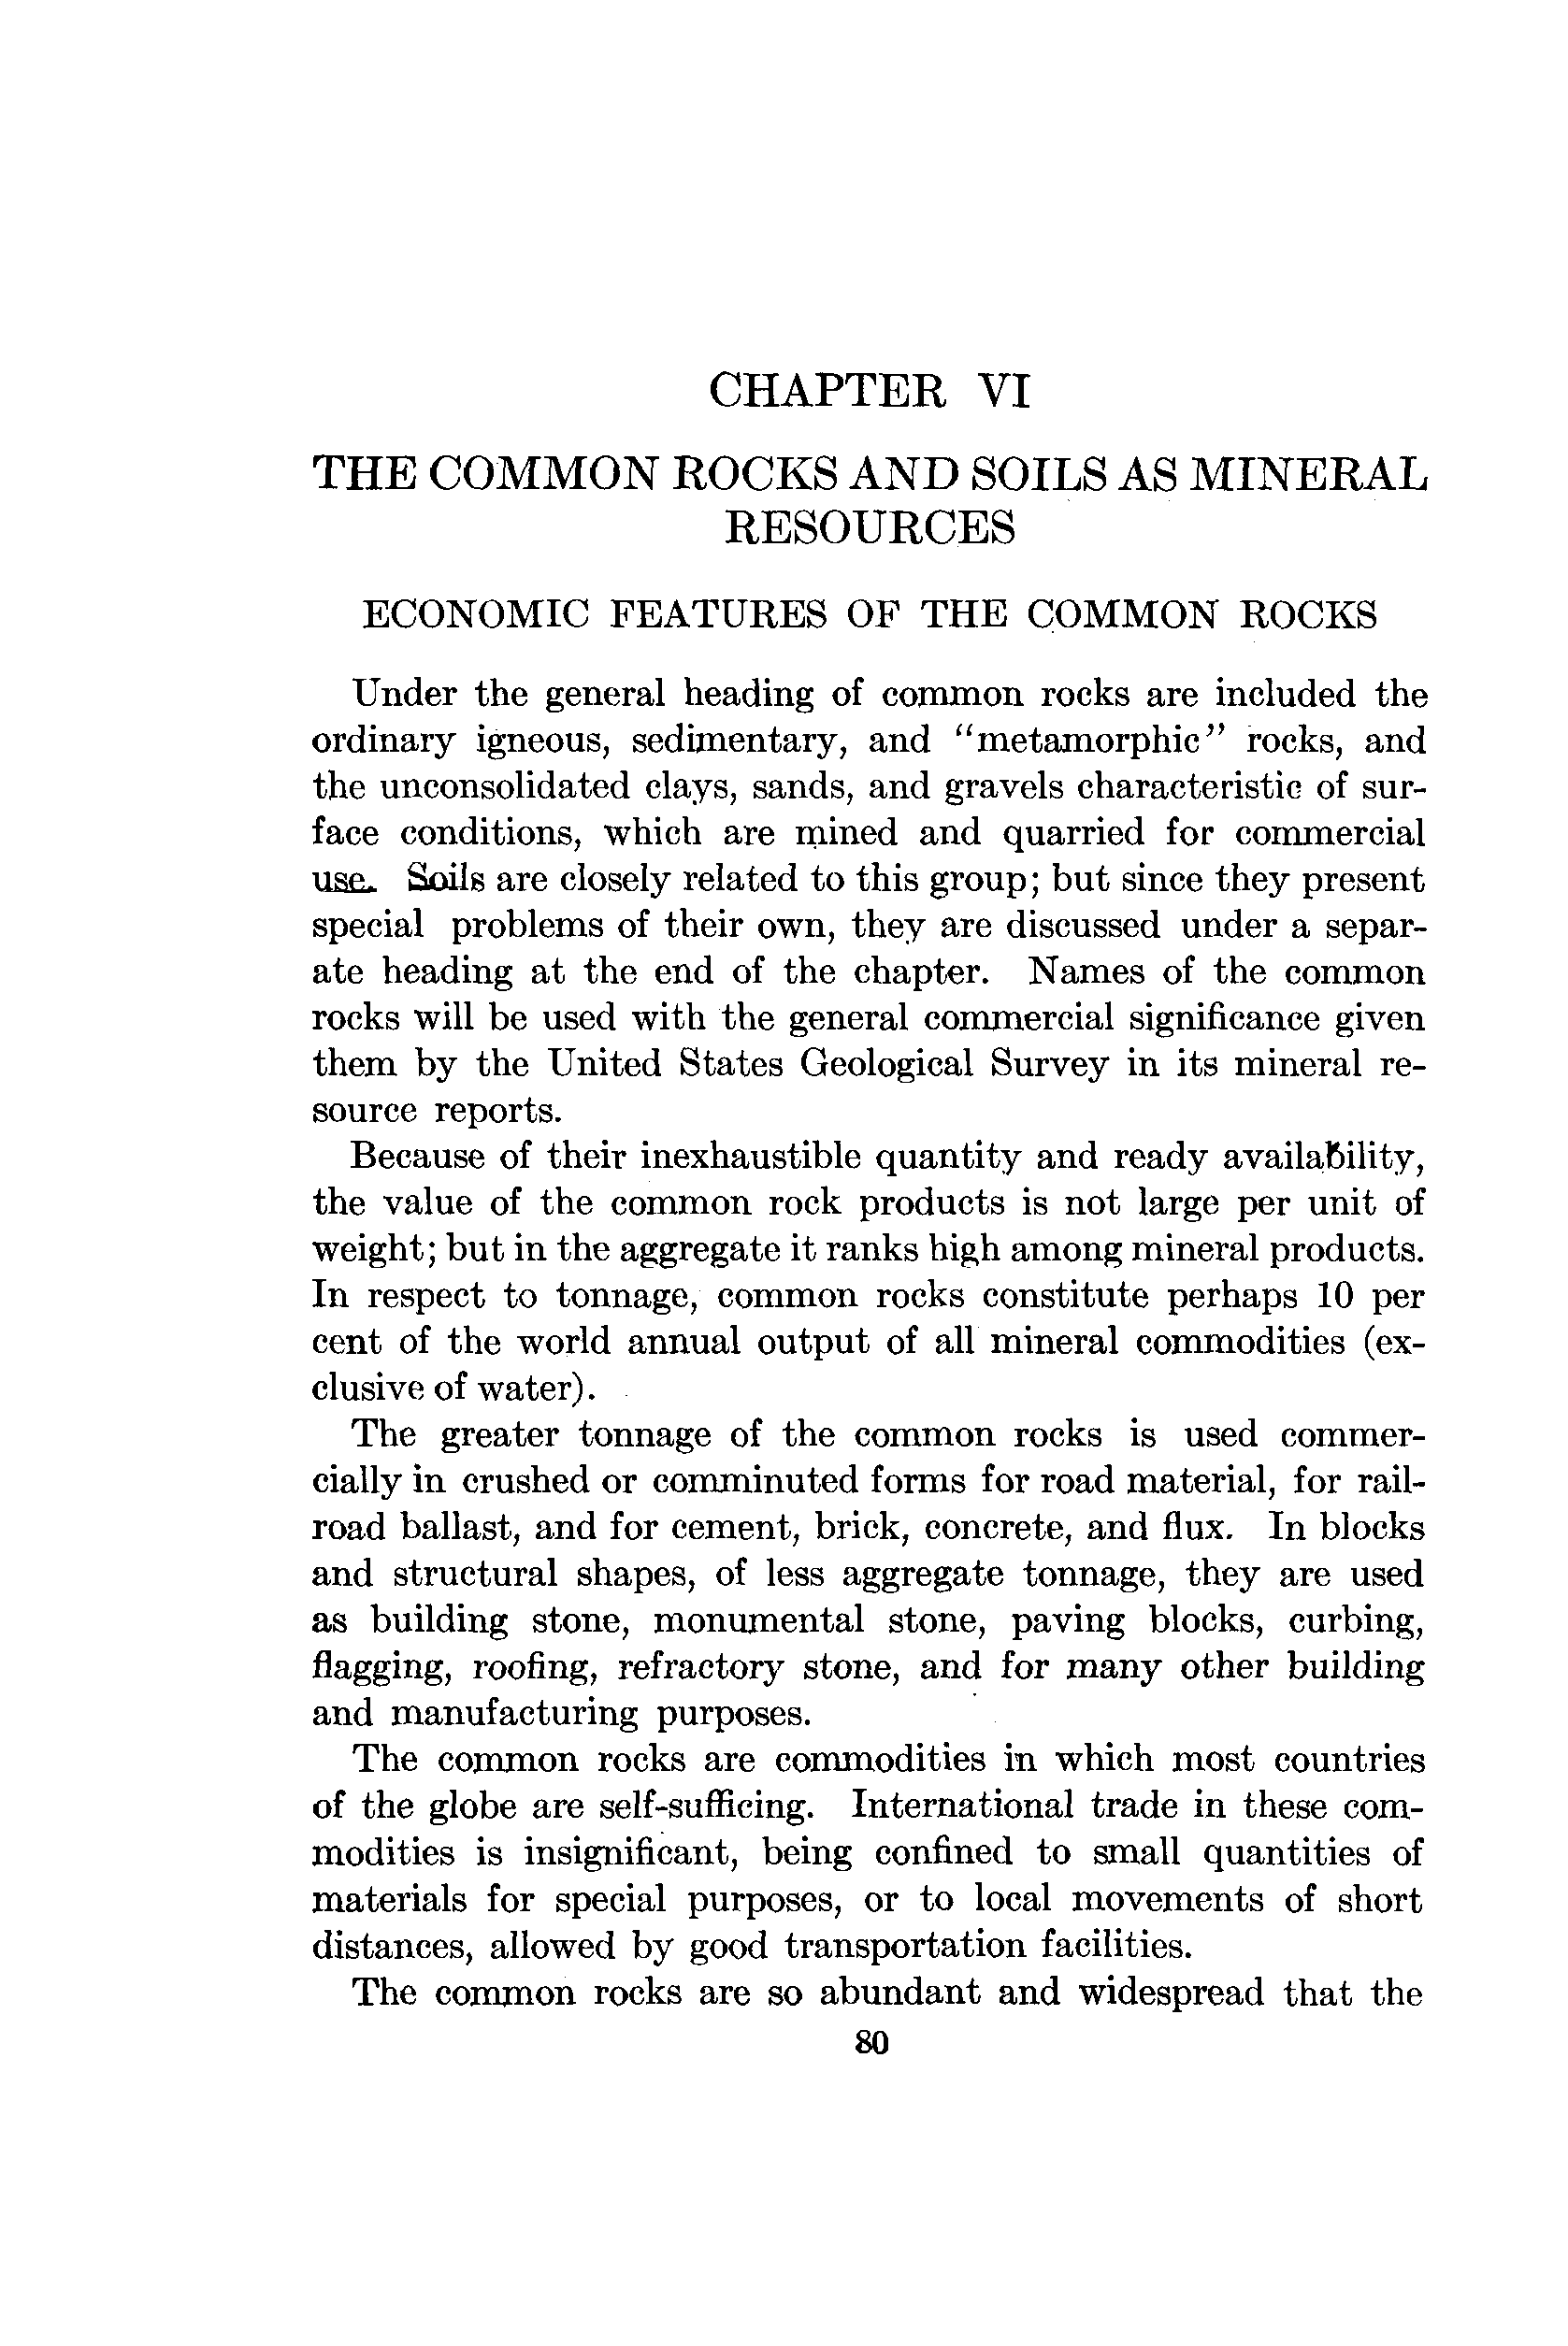 CHAPTER VI
THE COMMON ROCKS AND SOILS AS MINERAL
RESOURCES
ECONOMIC FEATURES OF THE COMMON ROCKS
Under the general heading of common rocks are included the
ordinary igneous, sedimentary, and "metamorphic" rocks, and
the unconsolidated clays, sands, and gravels characteristic of sur-
face conditions, which are mined and quarried for commercial
use. Soils are closely related to this group; but since they present
special problems of their own, they are discussed under a separ-
ate heading at the end of the chapter. Names of the common
rocks will be used with the general commercial significance given
them by the United States Geological Survey in its mineral re-
source reports.
Because of their inexhaustible quantity and ready availability,
the value of the common rock products is not large per unit of
weight; but in the aggregate it ranks high among mineral products.
In respect to tonnage, common rocks constitute perhaps 10 per
cent of the world annual output of all mineral commodities (ex-
clusive of water).
The greater tonnage of the common rocks is used commer-
cially in crushed or comminuted forms for road material, for rail-
road ballast, and for cement, brick, concrete, and flux. In blocks
and structural shapes, of less aggregate tonnage, they are used
as building stone, monumental stone, paving blocks, curbing,
flagging, roofing, refractory stone, and for many other building
and manufacturing purposes.
The common rocks are commodities in which most countries
of the globe are self-sufficing. International trade in these com-
modities is insignificant, being confined to small quantities of
materials for special purposes, or to local movements of short
distances, allowed by good transportation facilities.
The common rocks are so abundant and widespread that the
80